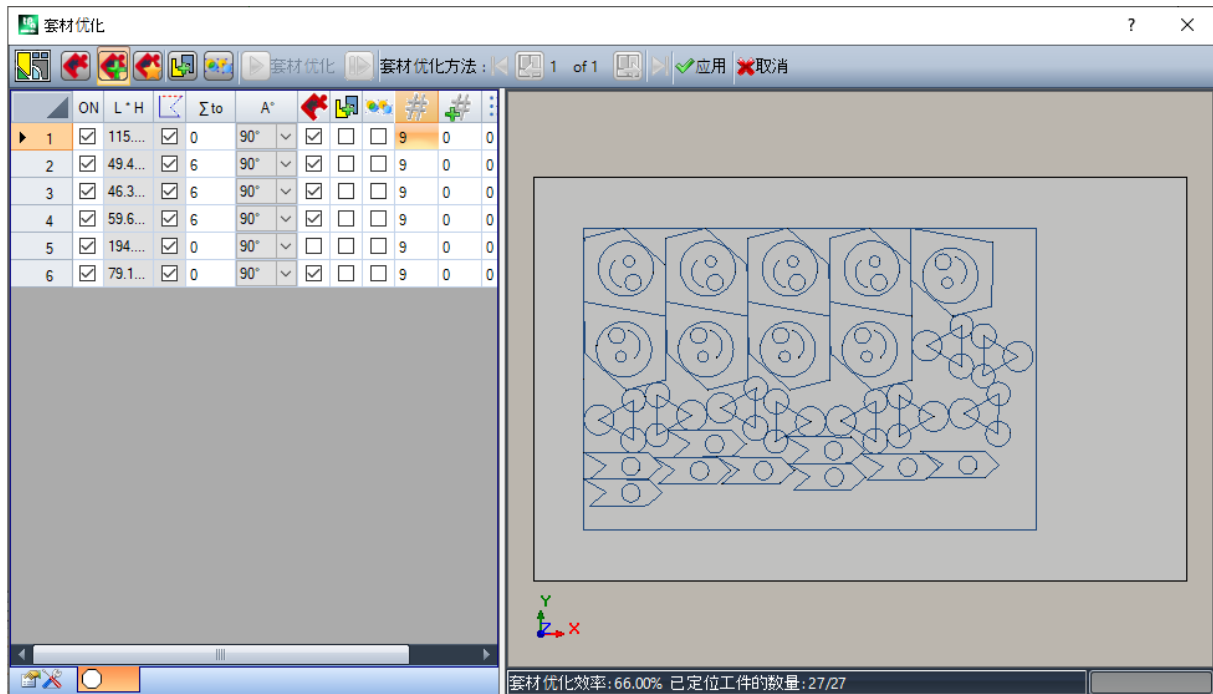 套材优化 ?
套材优化 套材优化方法 : 1 of 1 应用 取消
ON L * H Σto A° # #
1 115.... 0 90° 9 0 0
2 49.4... 6 90° 9 0 0
3 46.3... 6 90° 9 0 0
4 59.6... 6 90° 9 0 0
5 194.... 0 90° 9 0 0
6 79.1... 0 90° 9 0 0
Y
Z X
套材优化效率:66.00% 已定位工件的数量:27/27